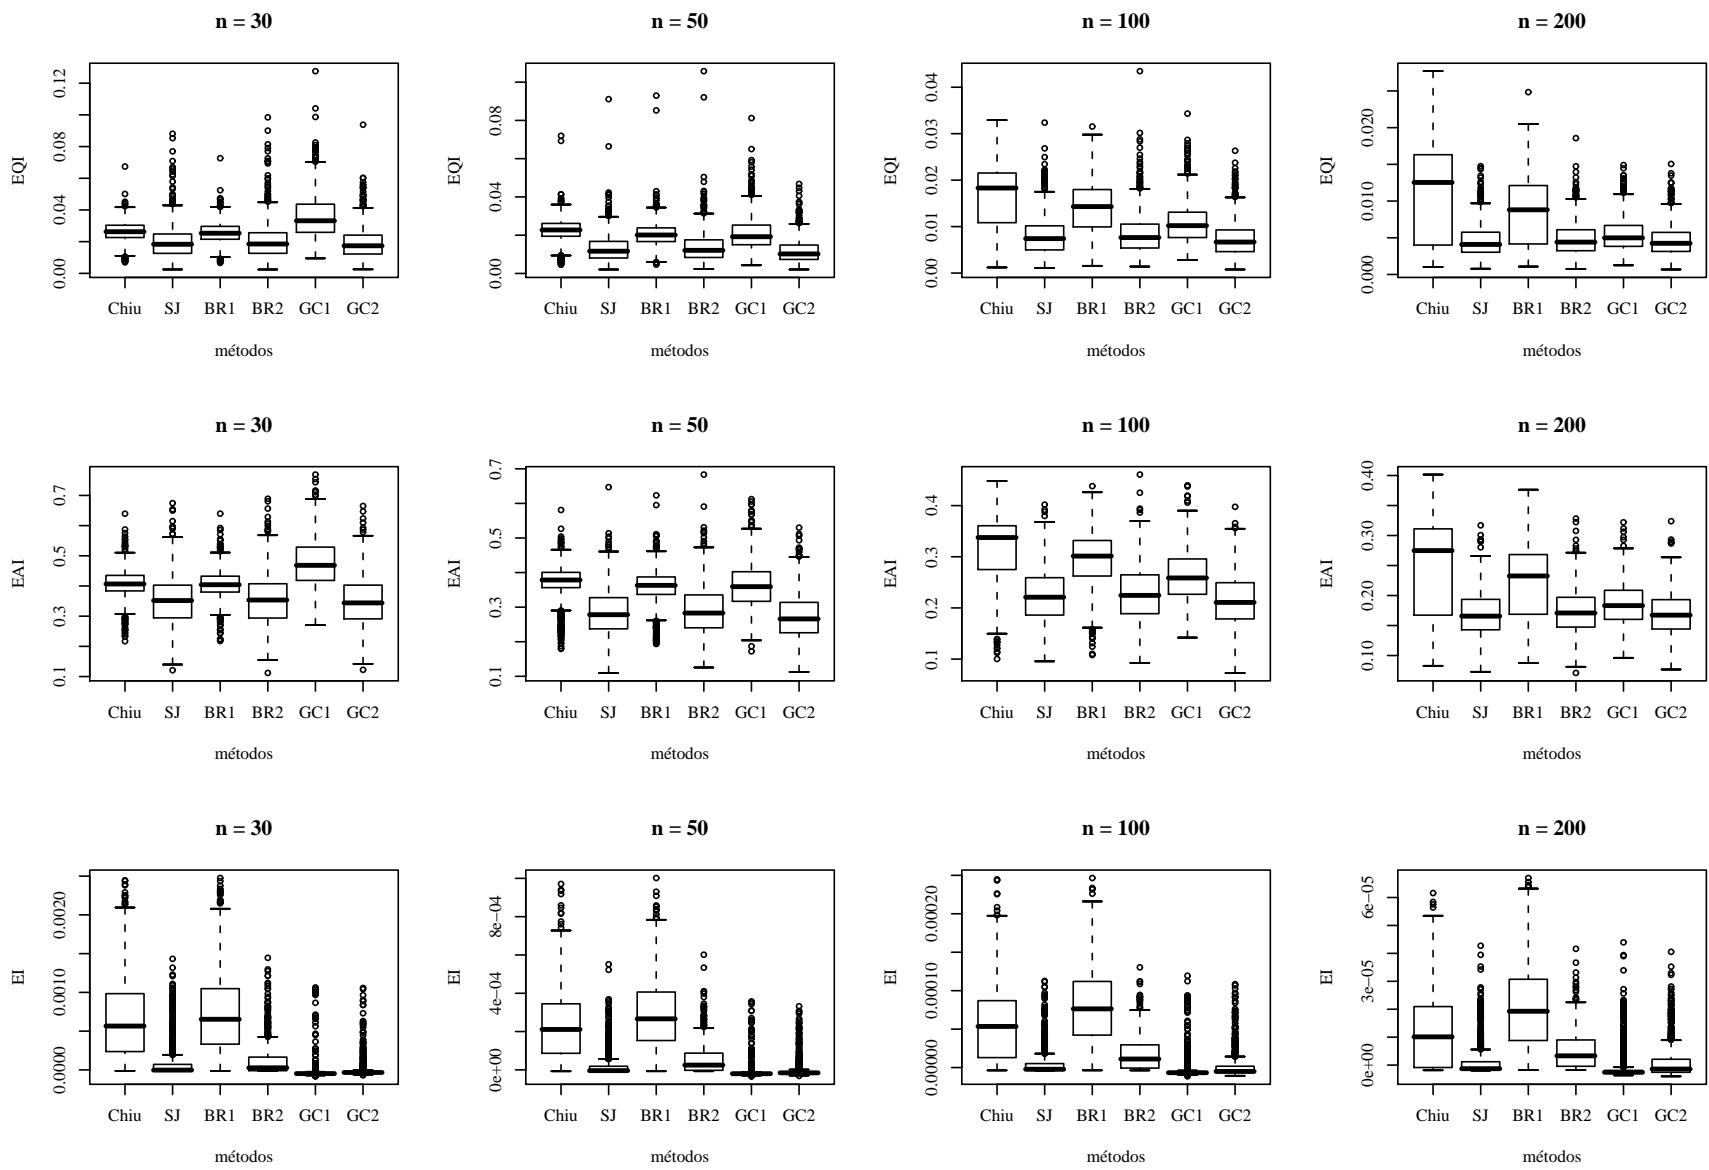 n = 30
EQI
0.00 0.04 0.08 0.12
Chiu SJ BR1 BR2 GC1 GC2
métodos
n = 50
EQI
0.00 0.04 0.08
Chiu SJ BR1 BR2 GC1 GC2
métodos
n = 100
EQI
0.00 0.01 0.02 0.03 0.04
Chiu SJ BR1 BR2 GC1 GC2
métodos
n = 200
EQI
0.000 0.010 0.020
Chiu SJ BR1 BR2 GC1 GC2
métodos
n = 30
EAI
0.1 0.3 0.5 0.7
Chiu SJ BR1 BR2 GC1 GC2
métodos
n = 50
EAI
0.1 0.3 0.5 0.7
Chiu SJ BR1 BR2 GC1 GC2
métodos
n = 100
EAI
0.1 0.2 0.3 0.4
Chiu SJ BR1 BR2 GC1 GC2
métodos
n = 200
EAI
0.10 0.20 0.30 0.40
Chiu SJ BR1 BR2 GC1 GC2
métodos
n = 30
EI
0.0000 0.0010 0.0020
Chiu SJ BR1 BR2 GC1 GC2
métodos
n = 50
EI
0e+00 4e−04 8e−04
Chiu SJ BR1 BR2 GC1 GC2
métodos
n = 100
EI
0.00000 0.00010 0.00020
Chiu SJ BR1 BR2 GC1 GC2
métodos
n = 200
EI
0e+00 3e−05 6e−05
Chiu SJ BR1 BR2 GC1 GC2
métodos